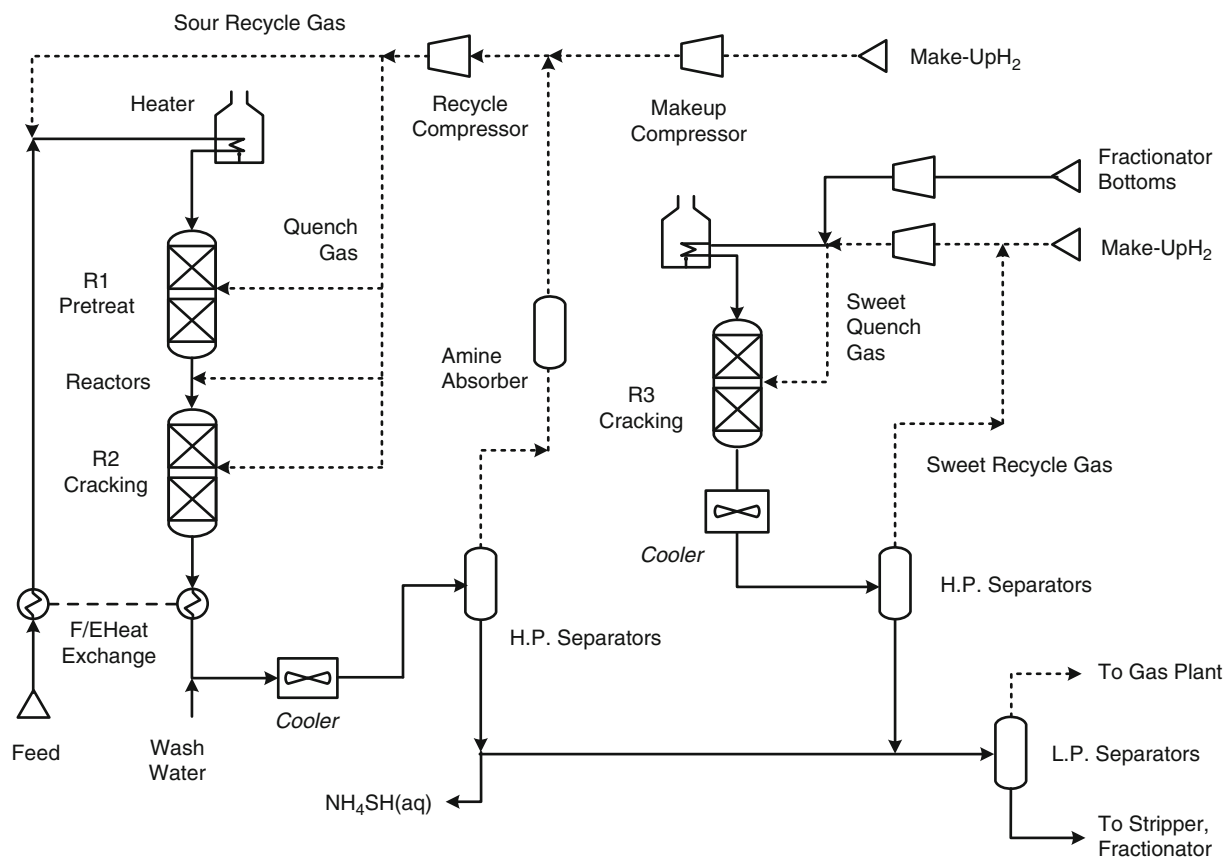 Sour Recycle Gas
Make-UpH₂
Heater
Recycle
Compressor
Makeup
Compressor
Fractionator
Bottoms
Quench
Gas
Make-UpH₂
R1
Pretreat
Sweet
Quench
Gas
Amine
Absorber
Reactors
R3
Cracking
R2
Cracking
Sweet Recycle Gas
Cooler
H.P. Separators
F/EHeat
Exchange
H.P. Separators
To Gas Plant
Cooler
Feed
Wash
Water
L.P. Separators
NH₄SH(aq)
To Stripper,
Fractionator